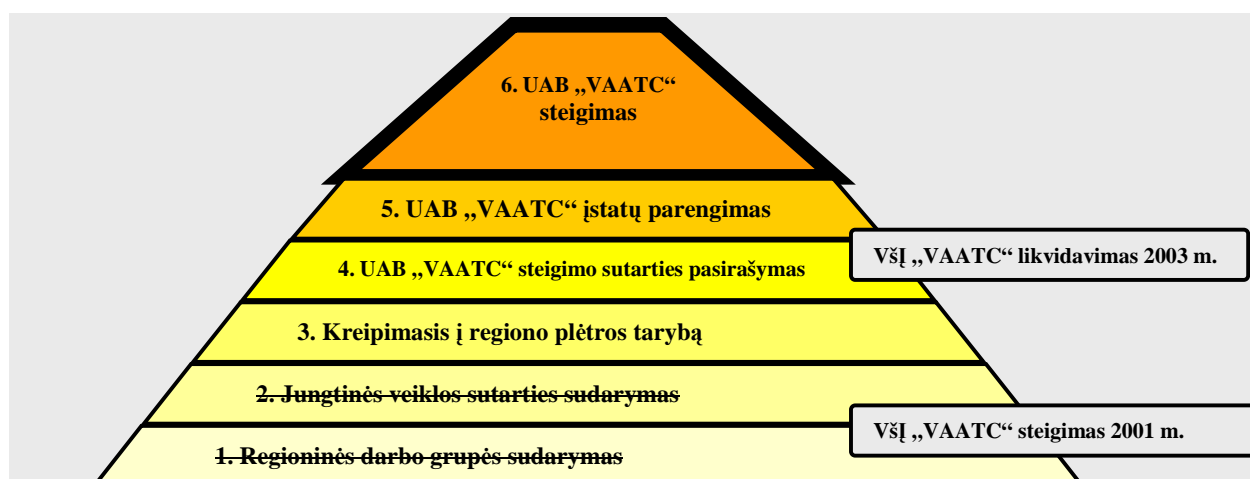 6. UAB „VAATC“
steigimas
5. UAB „VAATC“ įstatų parengimas
VšĮ „VAATC“ likvidavimas 2003 m.
4. UAB „VAATC“ steigimo sutarties pasirašymas
3. Kreipimasis į regiono plėtros tarybą
2. Jungtinės veiklos sutarties sudarymas
VšĮ „VAATC“ steigimas 2001 m.
1. Regioninės darbo grupės sudarymas